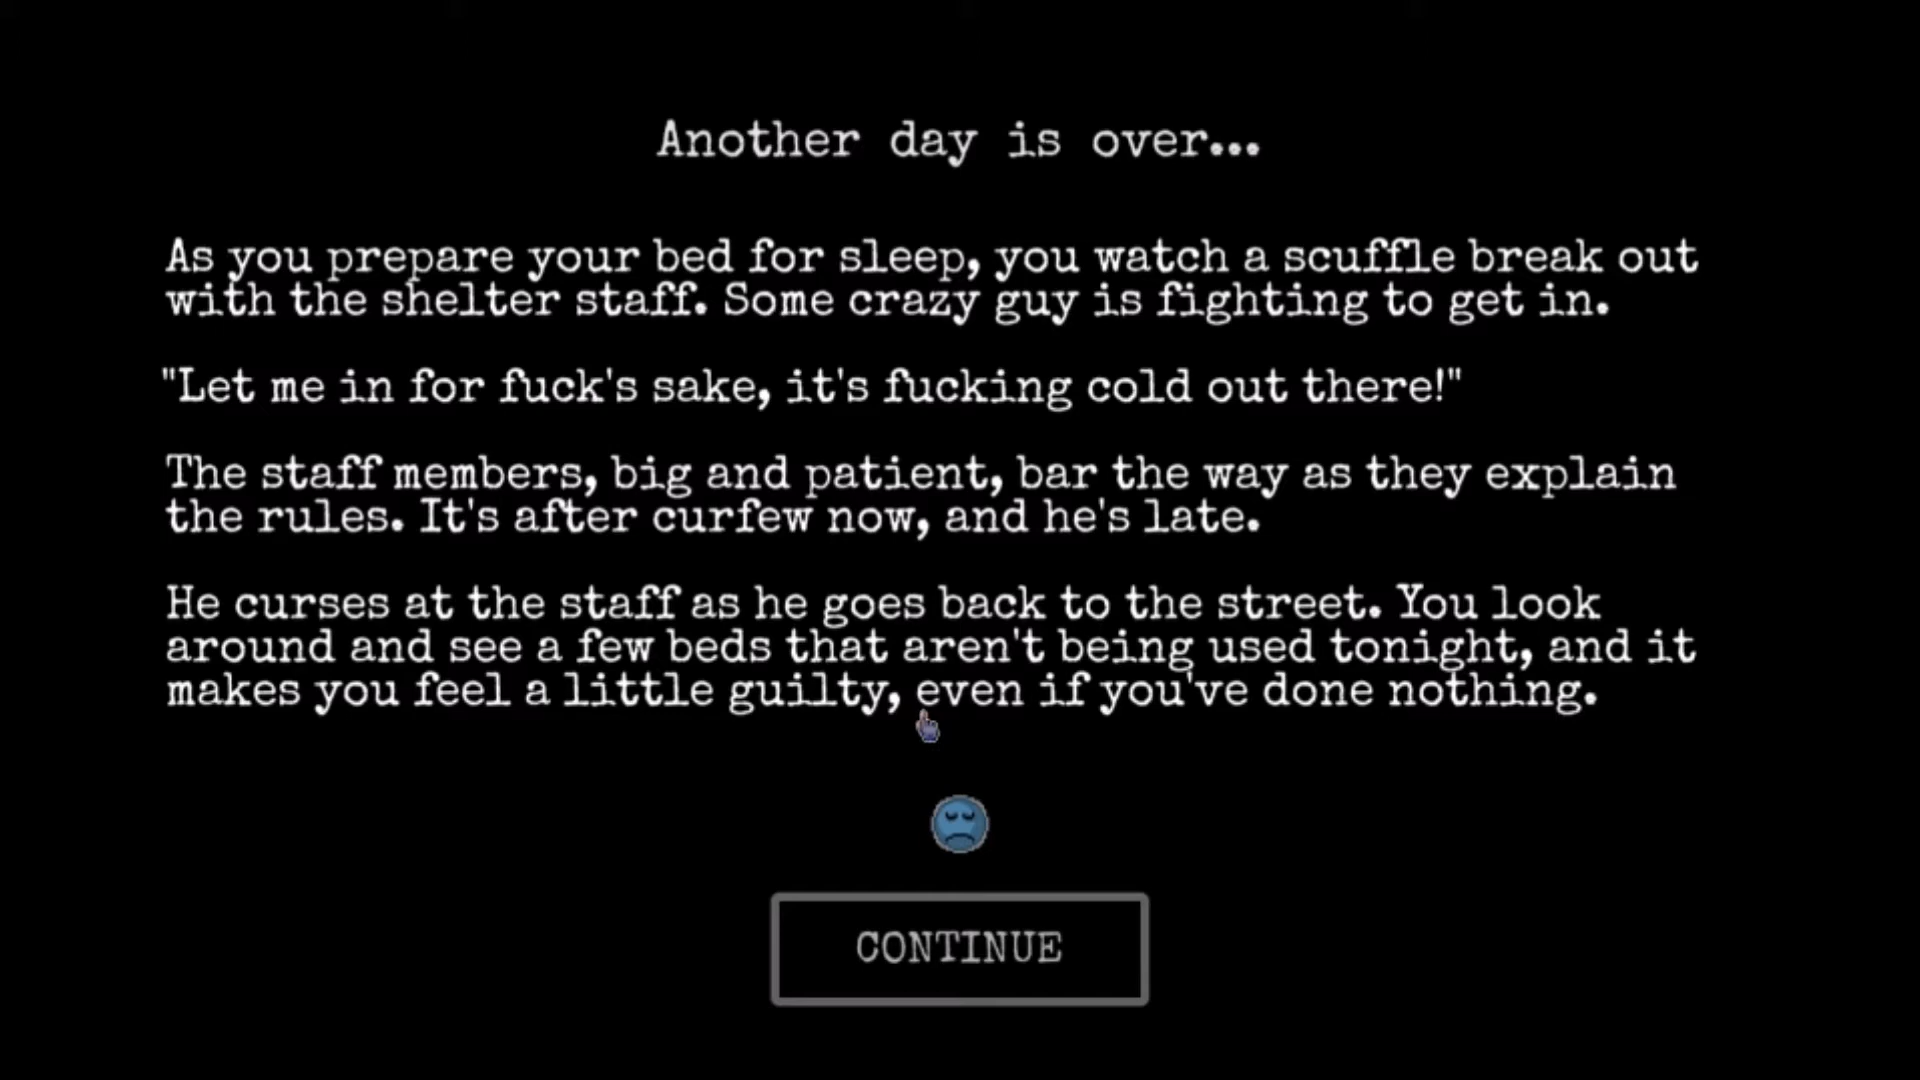 Another day is over...
As you prepare your bed for sleep, you watch a scuffle break out
with the shelter staff. Some crazy guy is fighting to get in.
"Let me in for fuck's sake, it's fucking cold out there!"
The staff members, big and patient, bar the way as they explain
the rules. It's after curfew now, and he's late.
He curses at the staff as he goes back to the street. You look
around and see a few beds that aren't being used tonight, and it
makes you feel a little guilty, even if you've done nothing.
CONTINUE